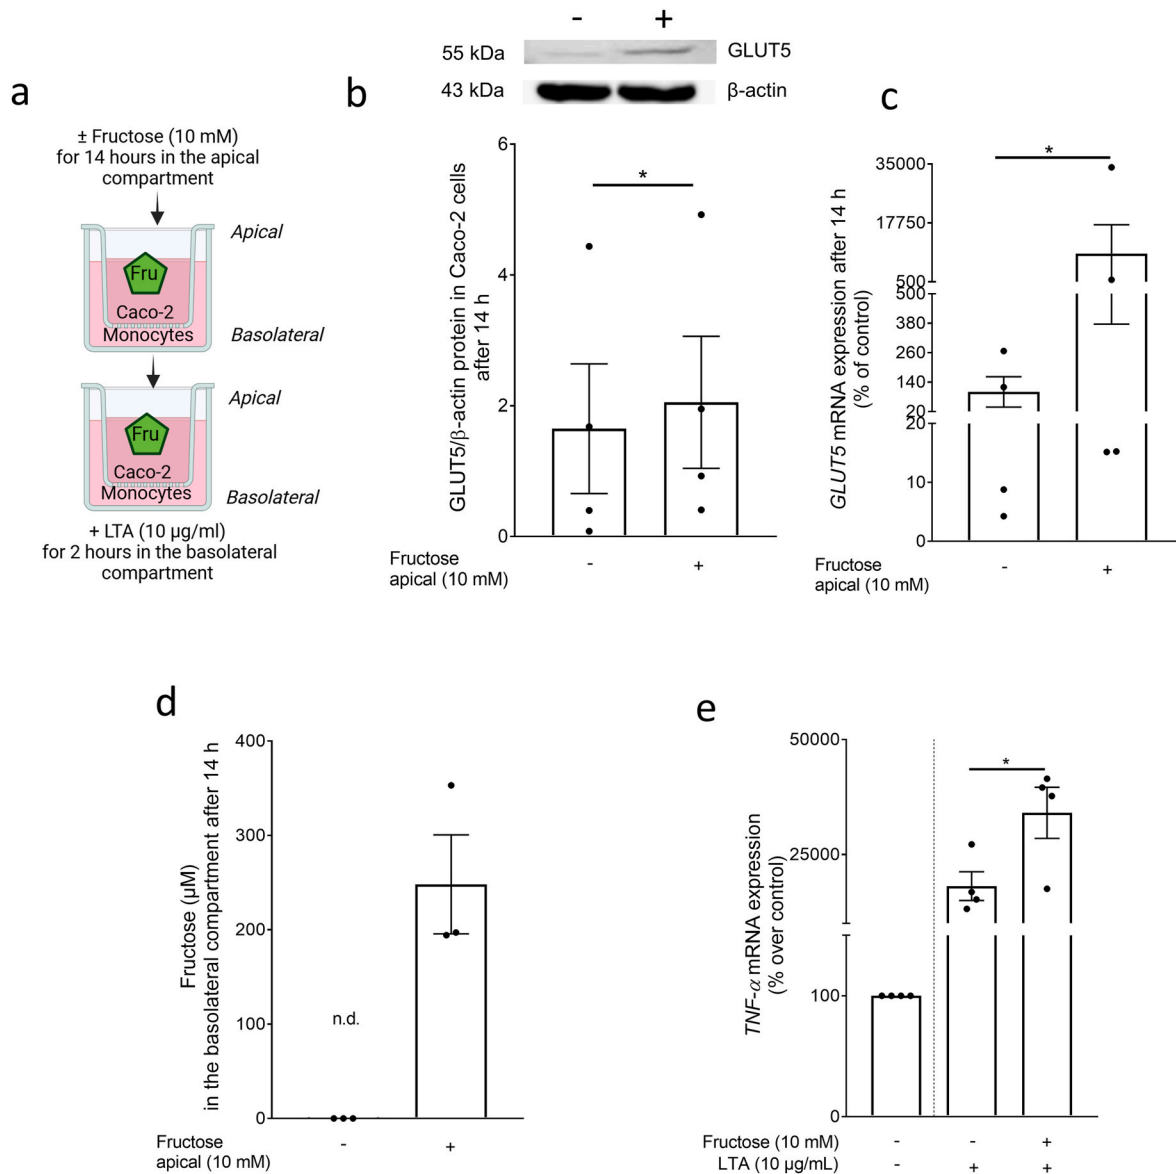 a
± Fructose (10 mM)
for 14 hours in the apical
compartment
Apical
Fru
Caco-2
Monocytes
Basolateral
Apical
Fru
Caco-2
Monocytes
Basolateral
+ LTA (10 µg/ml)
for 2 hours in the basolateral
compartment
b
- +
55 kDa GLUT5
43 kDa β-actin
GLUT5/β-actin protein in Caco-2 cells
after 14 h
6
4
2
0
*
Fructose
apical (10 mM)
- +
c
GLUT5 mRNA expression after 14 h
(% of control)
35000
17750
500
500
380
260
140
20
20
10
0
*
Fructose
apical (10 mM)
- +
d
Fructose (µM)
in the basolateral compartment after 14 h
400
300
200
100
0
n.d.
Fructose
apical (10 mM)
- +
e
TNF-α mRNA expression
(% over control)
50000
25000
100
0
*
Fructose (10 mM) - - +
LTA (10 µg/mL) - + +